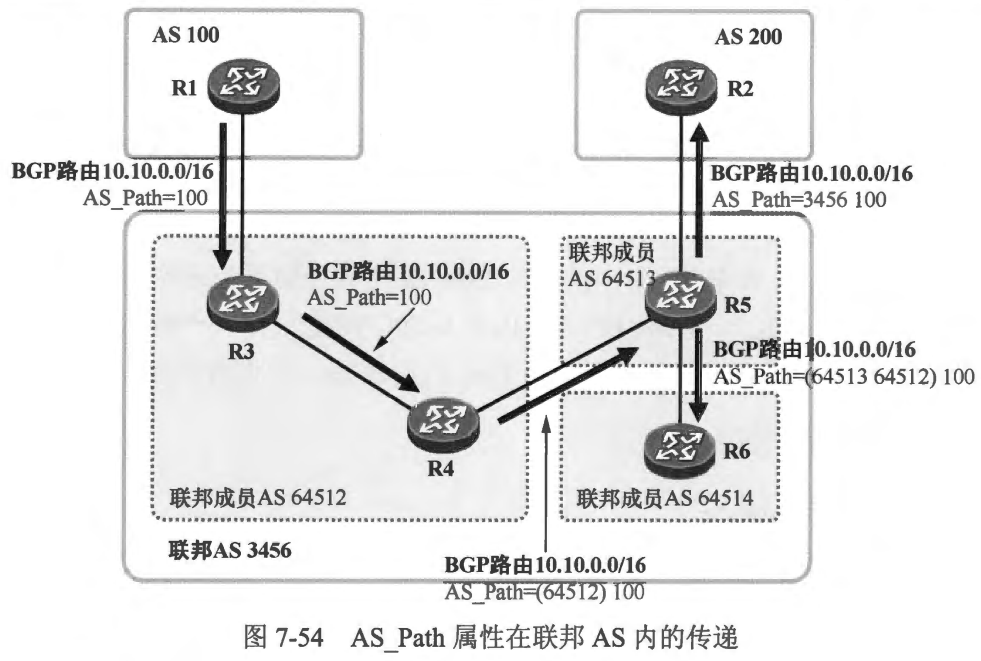 AS 100
R1
AS 200
R2
BGP路由10.10.0.0/16
AS_Path=100
BGP路由10.10.0.0/16
AS_Path=3456 100
BGP路由10.10.0.0/16
AS_Path=100
联邦成员
AS 64513
R3
R5
BGP路由10.10.0.0/16
AS_Path=(64513 64512) 100
R4
R6
联邦成员AS 64512
联邦成员AS 64514
联邦AS 3456
BGP路由10.10.0.0/16
AS_Path=(64512) 100
图 7-54 AS_Path 属性在联邦 AS 内的传递